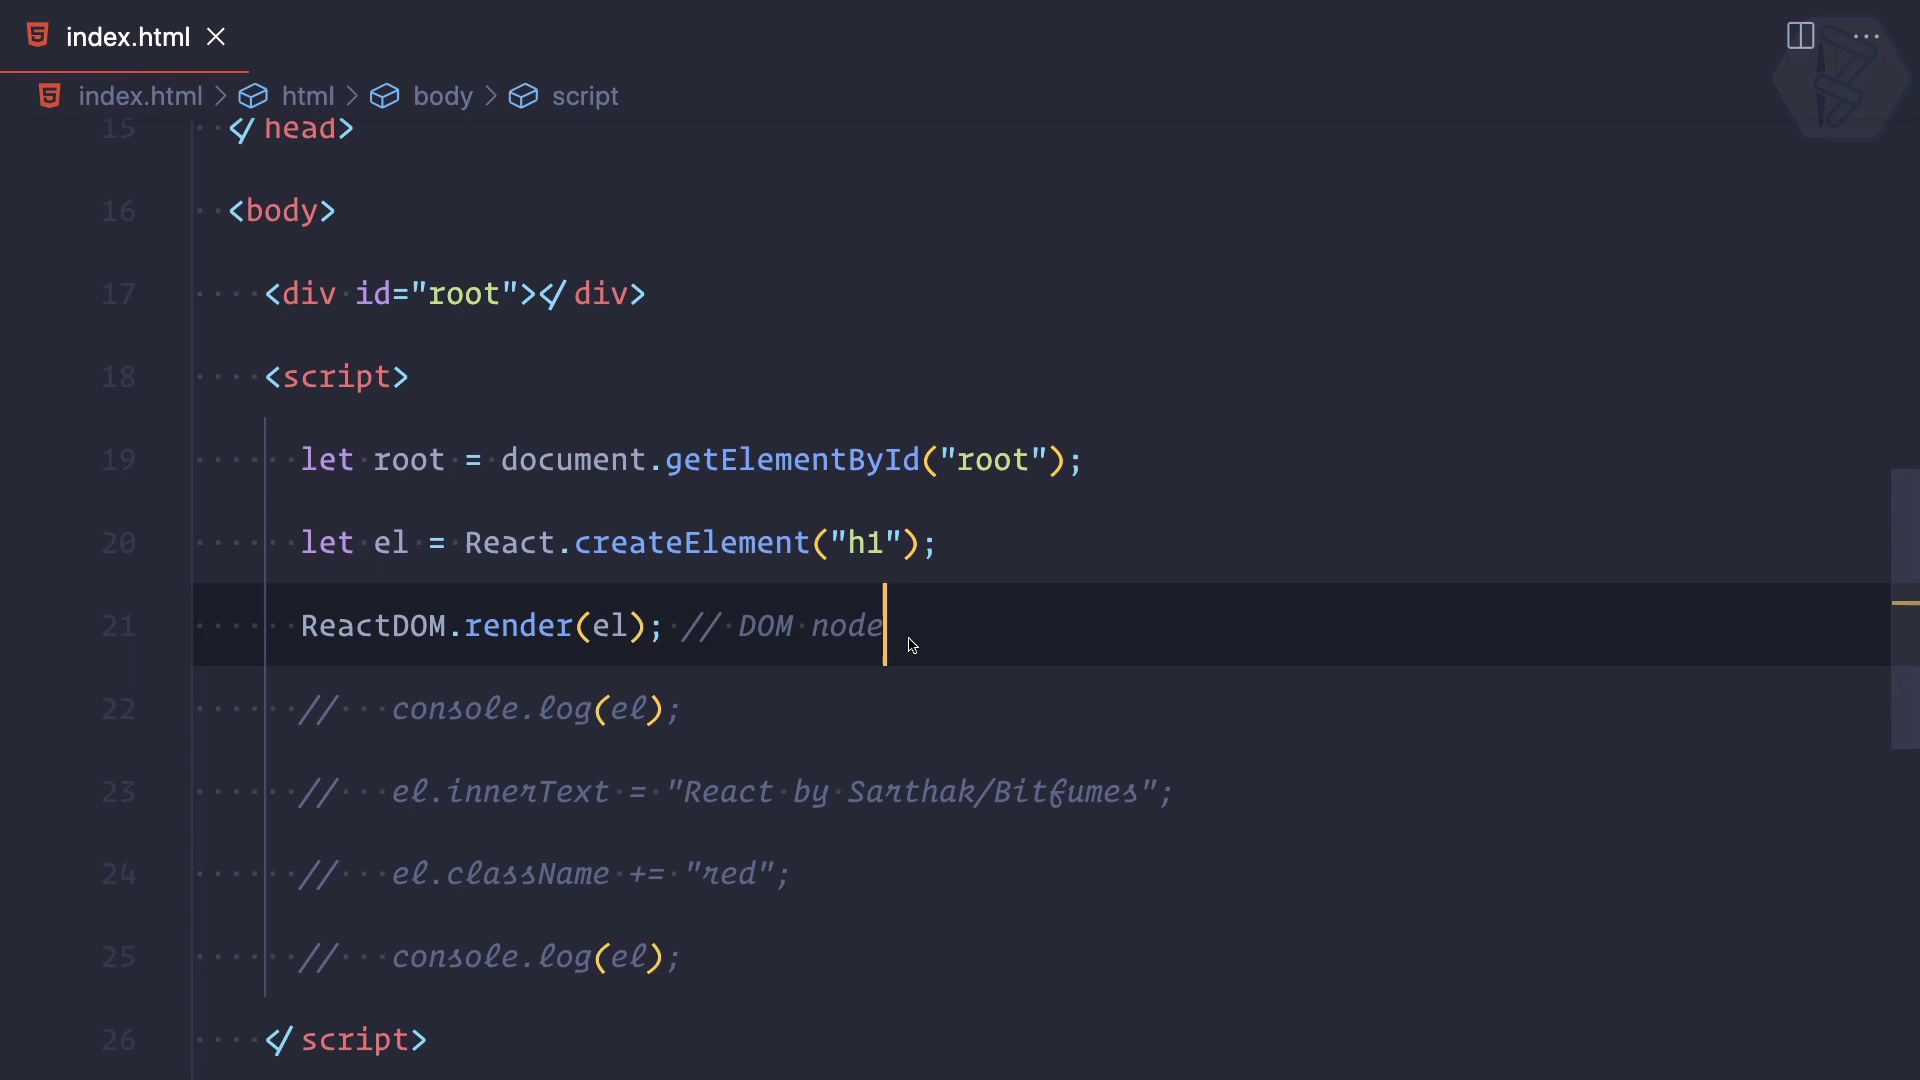 index.html
index.html > html > body > script
15 </head>
16 <body>
17 <div id="root"></div>
18 <script>
19 let root = document.getElementById("root");
20 let el = React.createElement("h1");
21 ReactDOM.render(el); // DOM node
22 // console.log(el);
23 // el.innerText = "React by Sarthak/Bitfumes";
24 // el.className += "red";
25 // console.log(el);
26 </script>